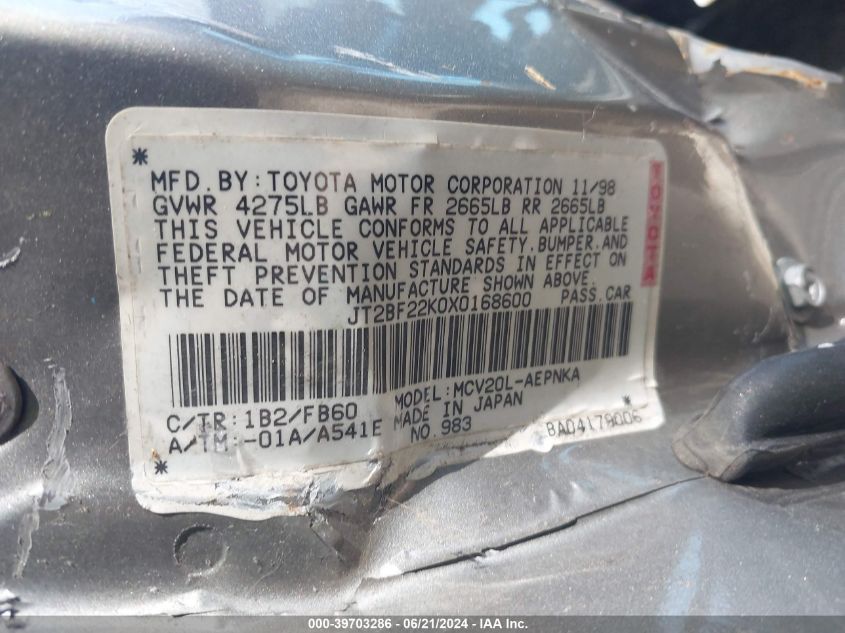 MFD. BY: TOYOTA MOTOR CORPORATION 11/98
GVWR 4275LB GAWR FR 2665LB RR 2665LB
THIS VEHICLE CONFORMS TO ALL APPLICABLE
FEDERAL MOTOR VEHICLE SAFETY, BUMPER, AND
THEFT PREVENTION STANDARDS IN EFFECT ON
THE DATE OF MANUFACTURE SHOWN ABOVE.
JT2BF22K0X0168600 PASS.CAR
TOYOTA
C/TR: 1B2/FB60 MODEL: MCV20L-AEPNKA
A/TM: -01A/A541E MADE IN JAPAN
NO. 983 BA04179006
000-39703286 - 06/21/2024 - COPYRIGHT IAA, Inc.